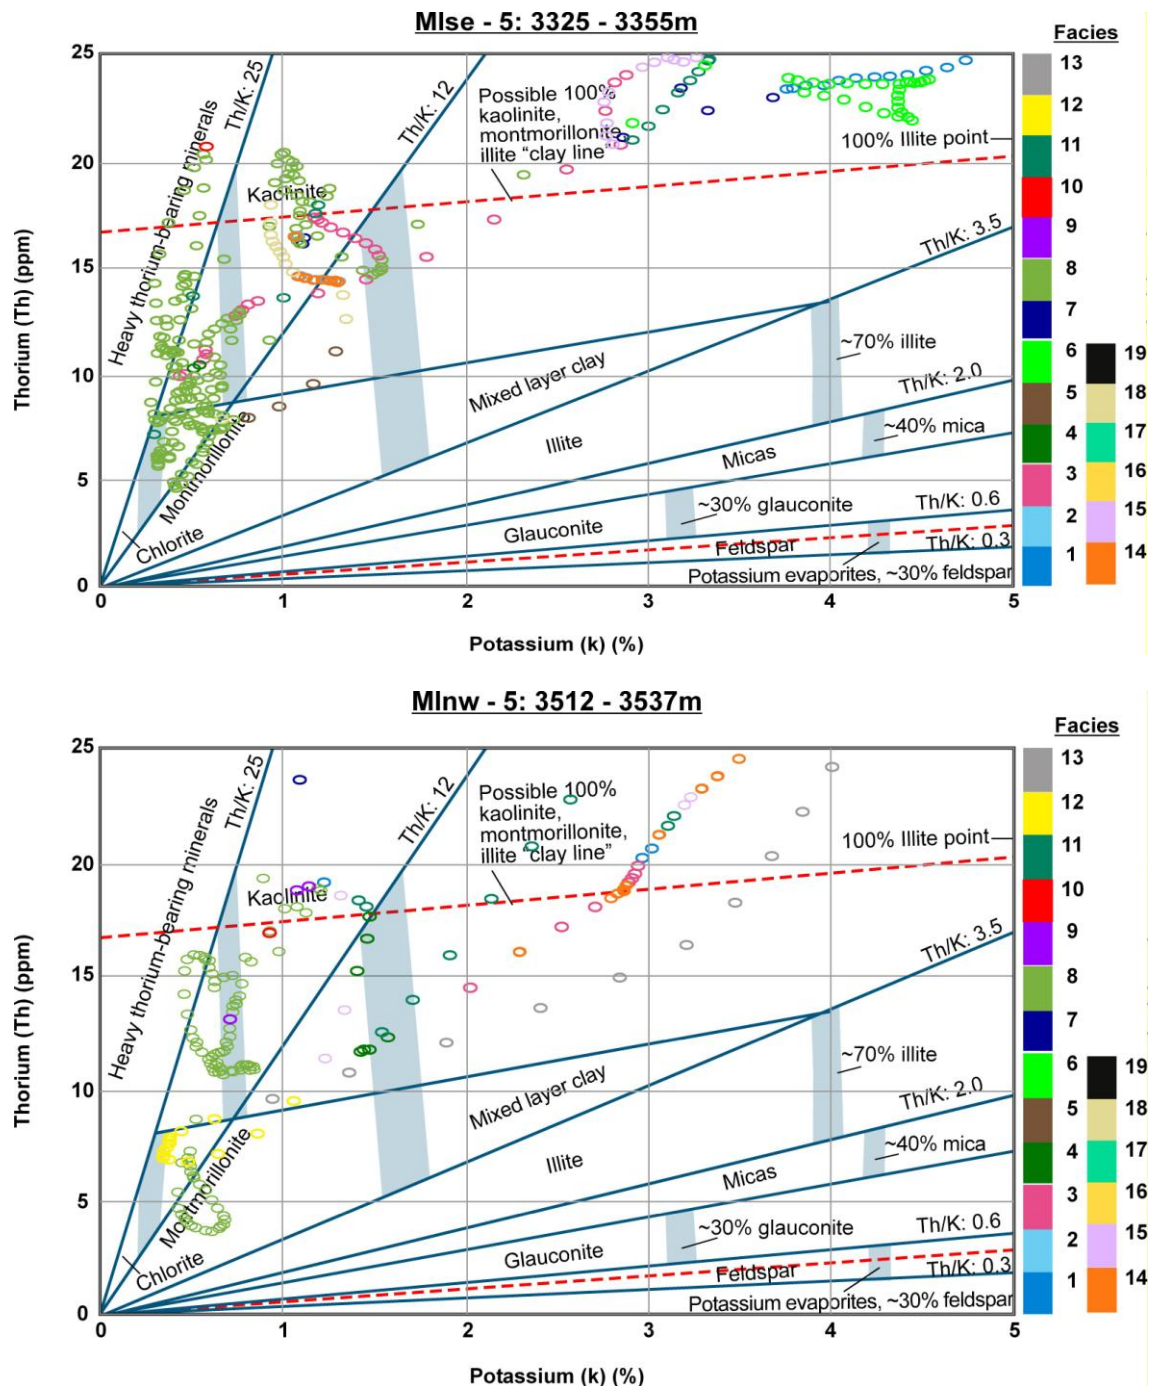 Mlse - 5: 3325 - 3355m
Facies
25
20
15
10
5
0
Thorium (Th) (ppm)
Heavy thorium-bearing minerals
Th/K: 25
Th/K: 12
Possible 100%
kaolinite,
montmorillonite,
illite "clay line"
100% Illite point
Kaolinite
Th/K: 3.5
~70% illite
Mixed layer clay
Th/K: 2.0
Illite
~40% mica
Micas
Montmorillonite
~30% glauconite
Th/K: 0.6
Chlorite
Glauconite
Feldspar
Th/K: 0.3
Potassium evaporites, ~30% feldspar
0 1 2 3 4 5
Potassium (k) (%)
13
12
11
10
9
8
7
6
5
4
3
2
1
19
18
17
16
15
14
Mlnw - 5: 3512 - 3537m
Facies
25
20
15
10
5
0
Thorium (Th) (ppm)
Heavy thorium-bearing minerals
Th/K: 25
Th/K: 12
Possible 100%
kaolinite,
montmorillonite,
illite "clay line"
100% Illite point
Kaolinite
Th/K: 3.5
~70% illite
Mixed layer clay
Th/K: 2.0
Illite
~40% mica
Micas
Montmorillonite
~30% glauconite
Th/K: 0.6
Chlorite
Glauconite
Feldspar
Th/K: 0.3
Potassium evaporites, ~30% feldspar
0 1 2 3 4 5
Potassium (k) (%)
13
12
11
10
9
8
7
6
5
4
3
2
1
19
18
17
16
15
14